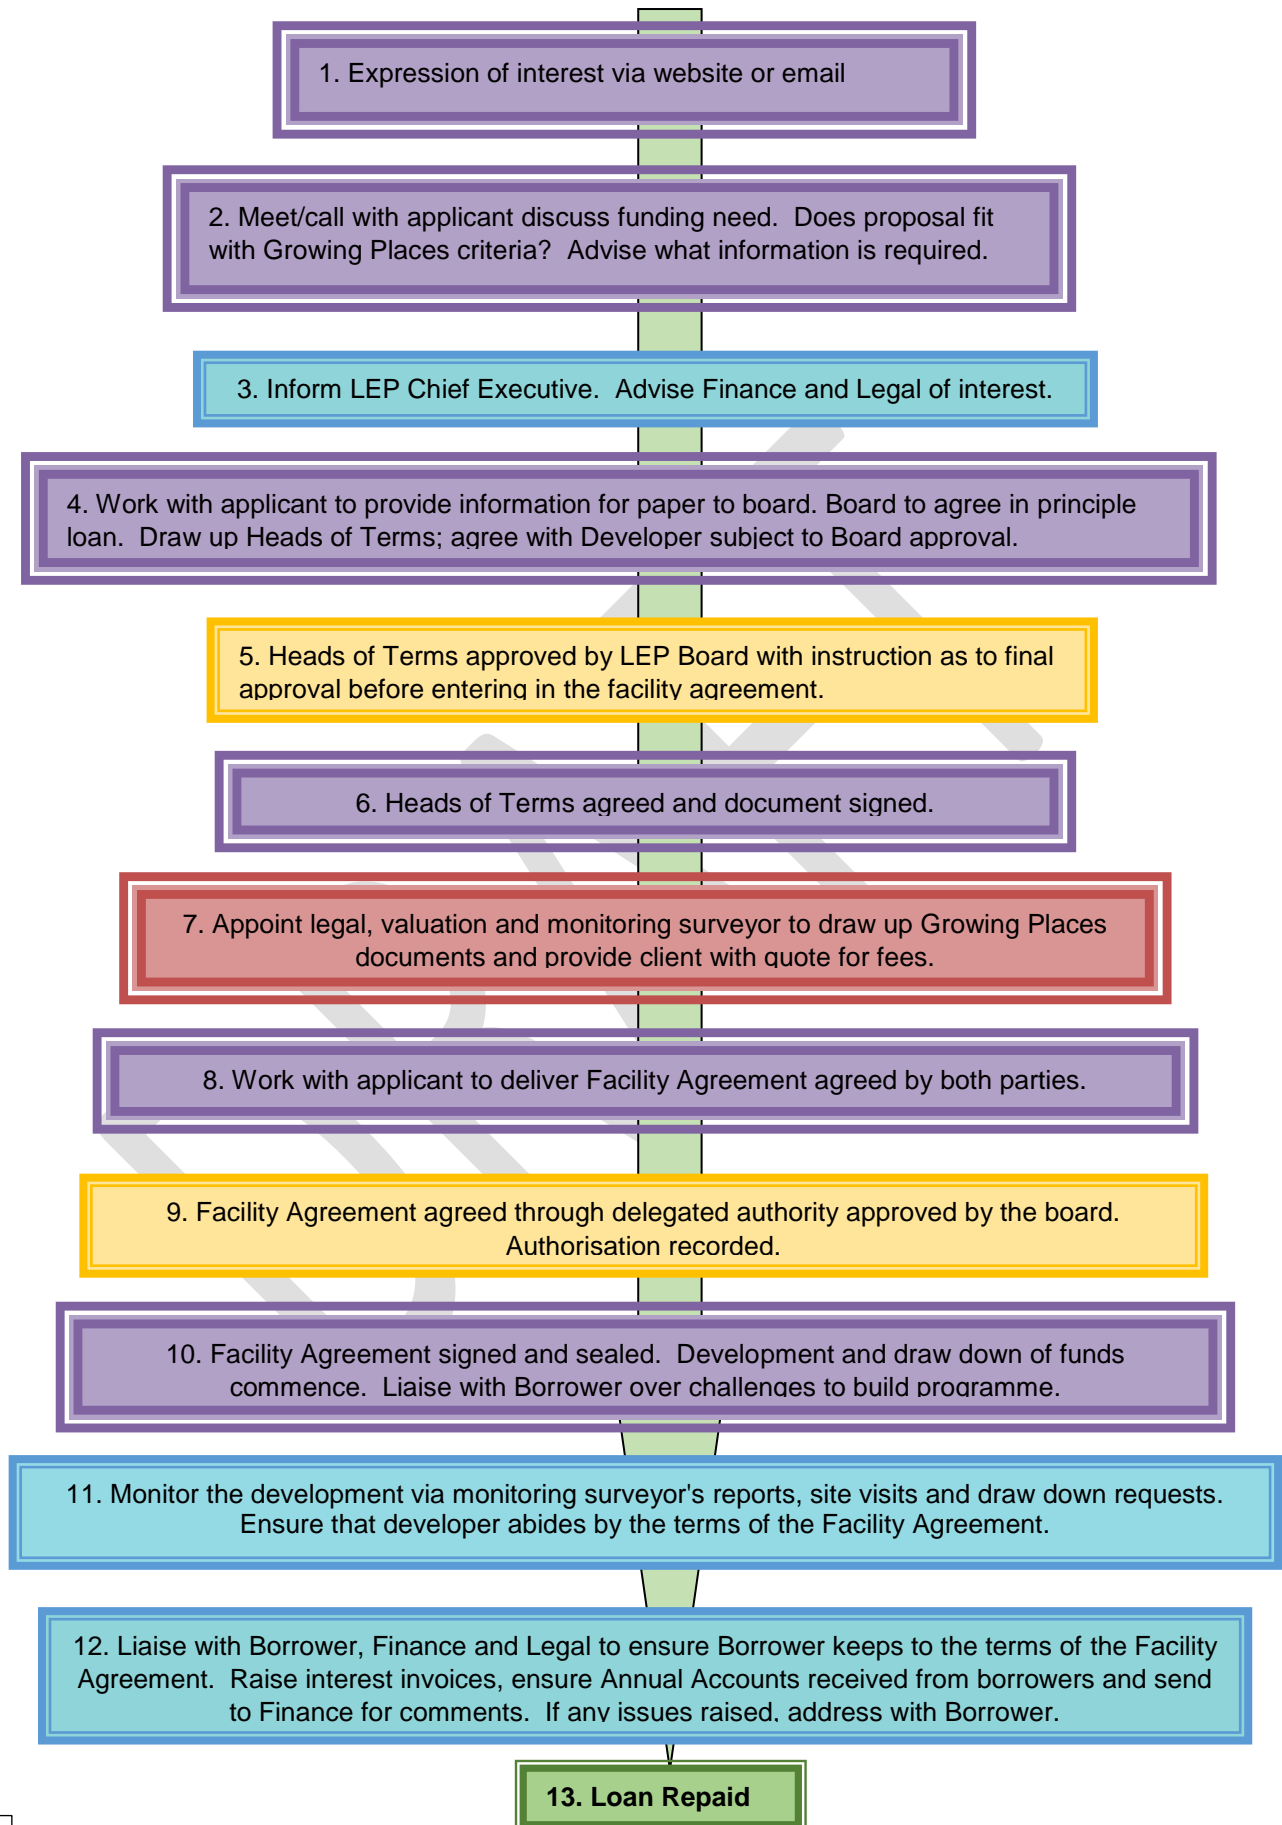 1. Expression of interest via website or email
2. Meet/call with applicant discuss funding need.  Does proposal fit
with Growing Places criteria?  Advise what information is required.
3. Inform LEP Chief Executive.  Advise Finance and Legal of interest.
4. Work with applicant to provide information for paper to board. Board to agree in principle
loan.  Draw up Heads of Terms; agree with Developer subject to Board approval.
5. Heads of Terms approved by LEP Board with instruction as to final
approval before entering in the facility agreement.
6. Heads of Terms agreed and document signed.
7. Appoint legal, valuation and monitoring surveyor to draw up Growing Places
documents and provide client with quote for fees.
8. Work with applicant to deliver Facility Agreement agreed by both parties.
9. Facility Agreement agreed through delegated authority approved by the board.
Authorisation recorded.
10. Facility Agreement signed and sealed.  Development and draw down of funds
commence.  Liaise with Borrower over challenges to build programme.
11. Monitor the development via monitoring surveyor's reports, site visits and draw down requests.
Ensure that developer abides by the terms of the Facility Agreement.
12. Liaise with Borrower, Finance and Legal to ensure Borrower keeps to the terms of the Facility
Agreement.  Raise interest invoices, ensure Annual Accounts received from borrowers and send
to Finance for comments.  If any issues raised, address with Borrower.
13. Loan Repaid
DRAFT